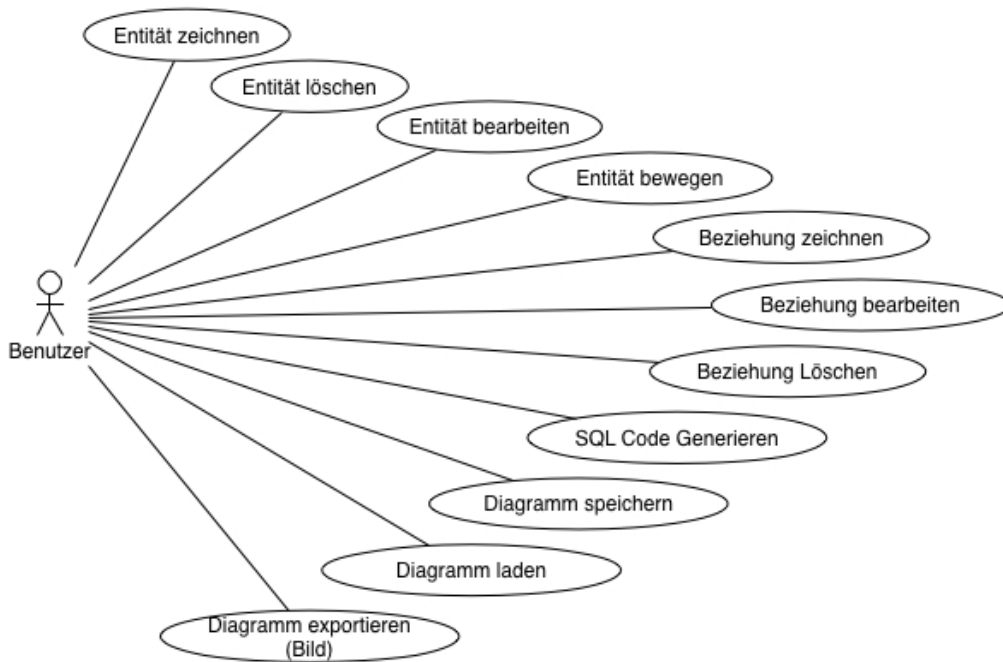 Entität zeichnen
Entität löschen
Entität bearbeiten
Entität bewegen
Beziehung zeichnen
Beziehung bearbeiten
Benutzer
Beziehung Löschen
SQL Code Generieren
Diagramm speichern
Diagramm laden
Diagramm exportieren
(Bild)